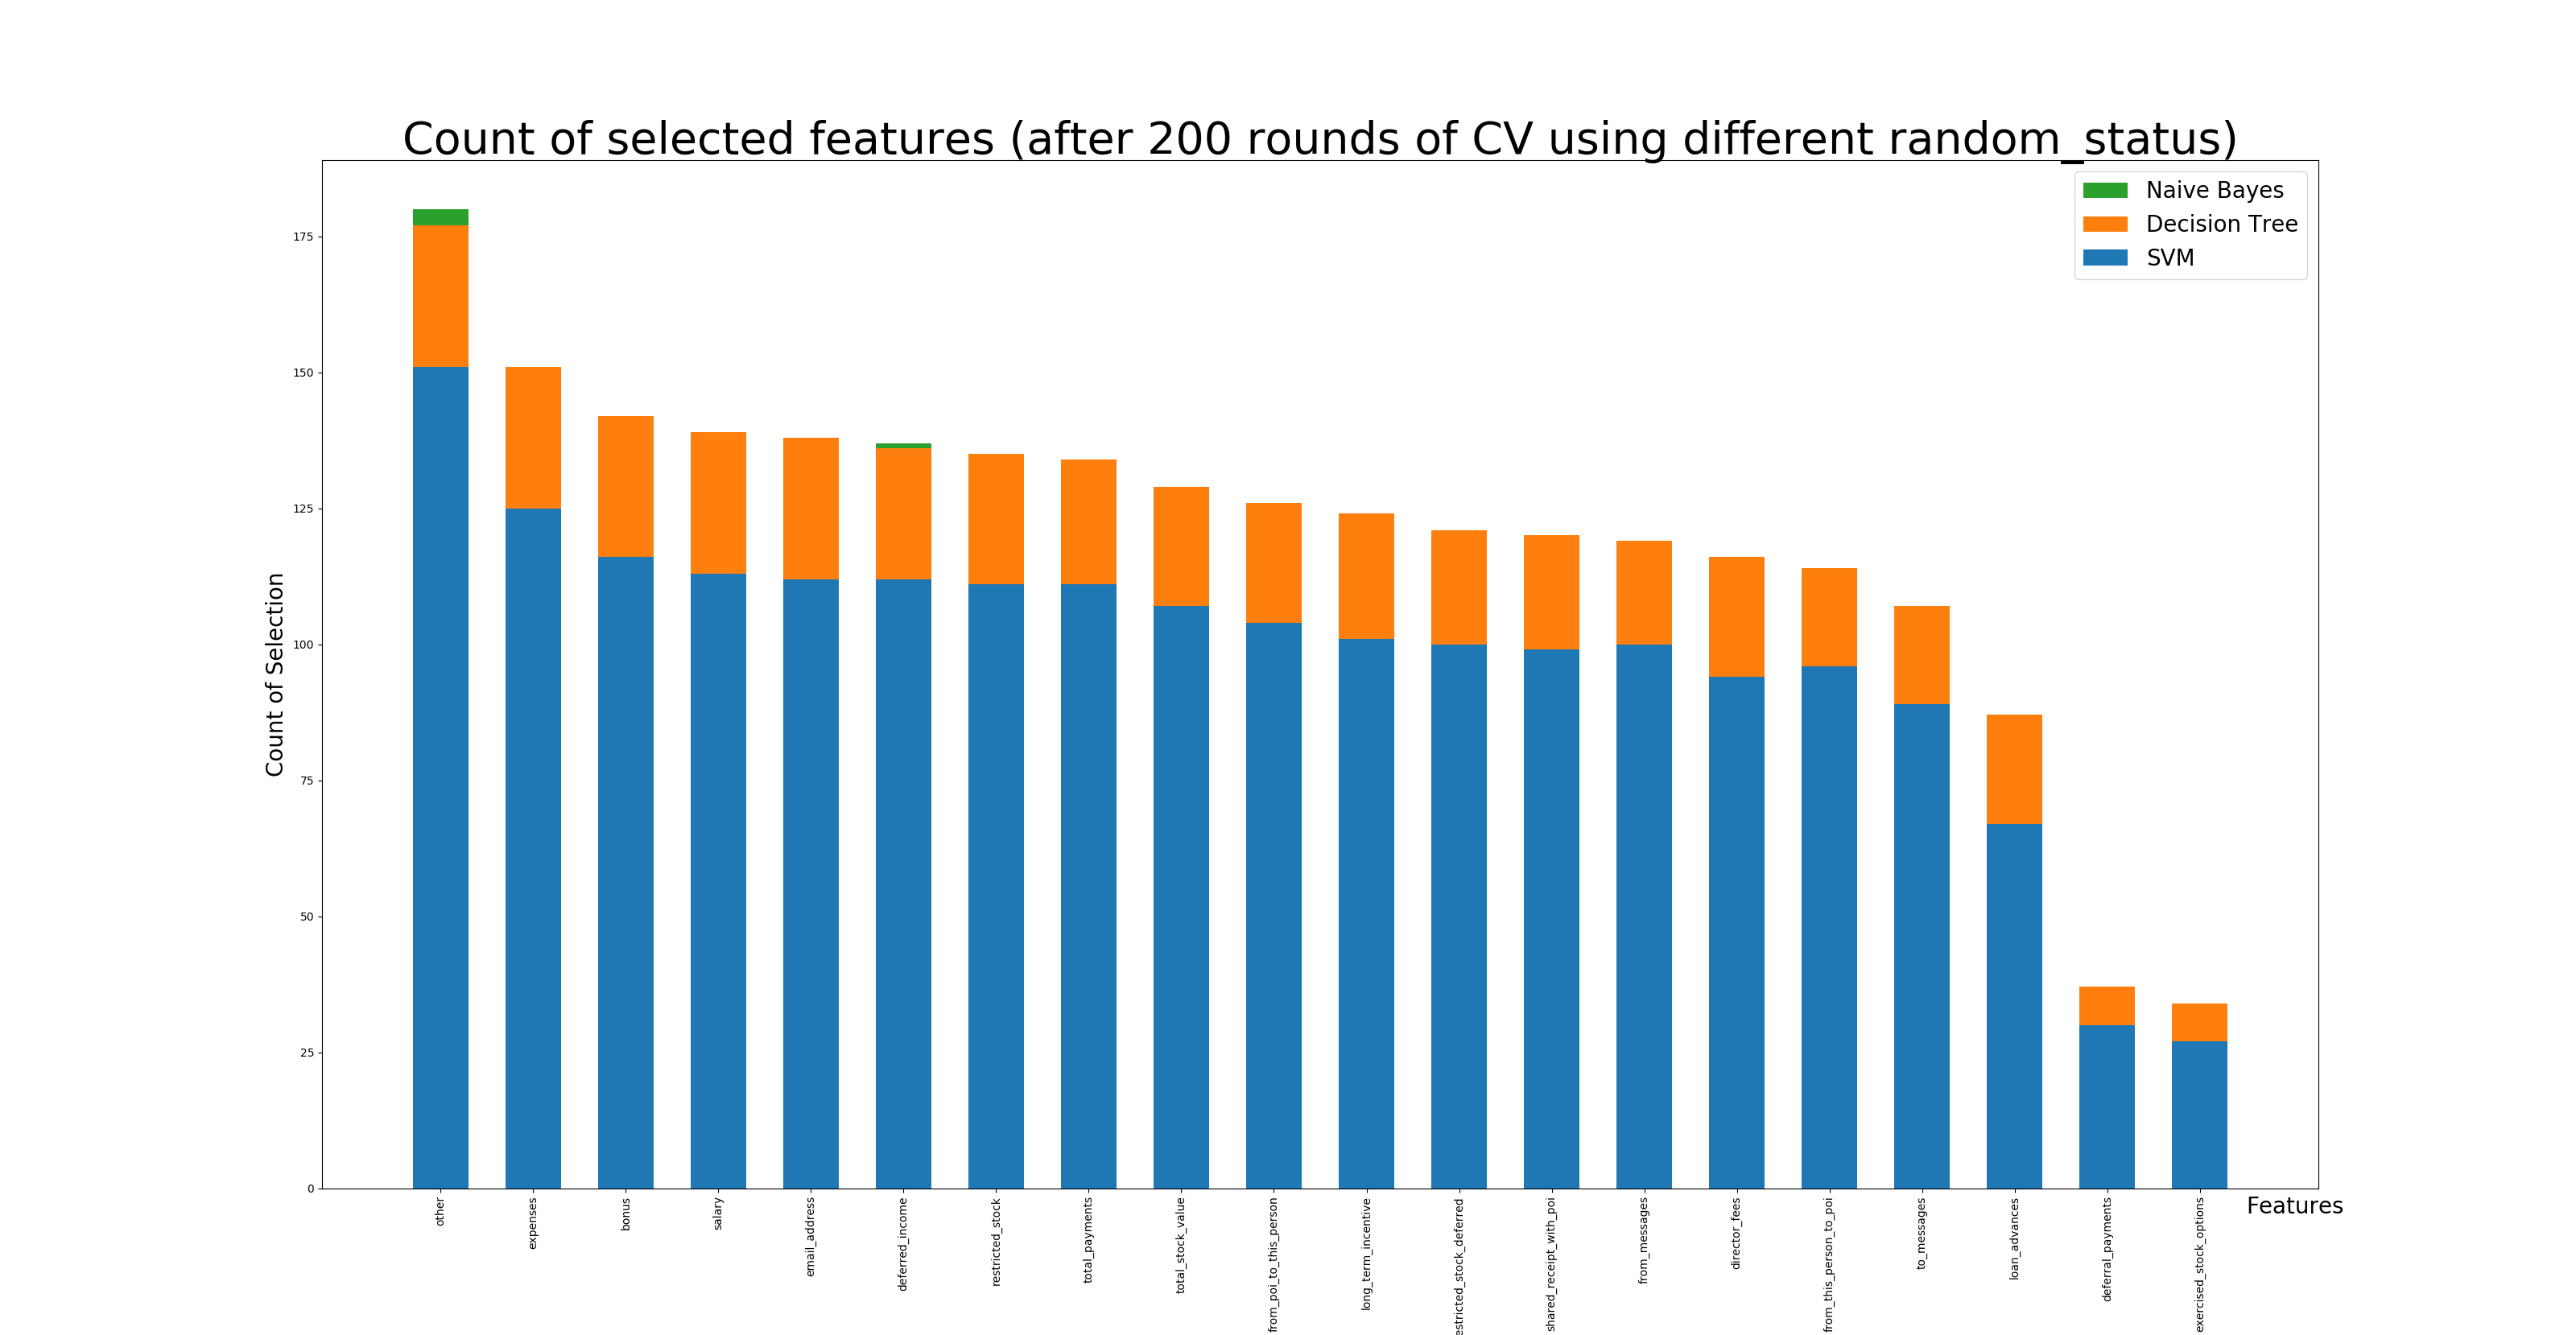 Count of selected features (after 200 rounds of CV using different random_status)
Naive Bayes
Decision Tree
SVM
Count of Selection
175
150
125
100
75
50
25
0
other
expenses
bonus
salary
email_address
deferred_income
restricted_stock
total_payments
total_stock_value
from_poi_to_this_person
long_term_incentive
estricted_stock_deferred
shared_receipt_with_poi
from_messages
director_fees
from_this_person_to_poi
to_messages
loan_advances
deferral_payments
exercised_stock_options
Features